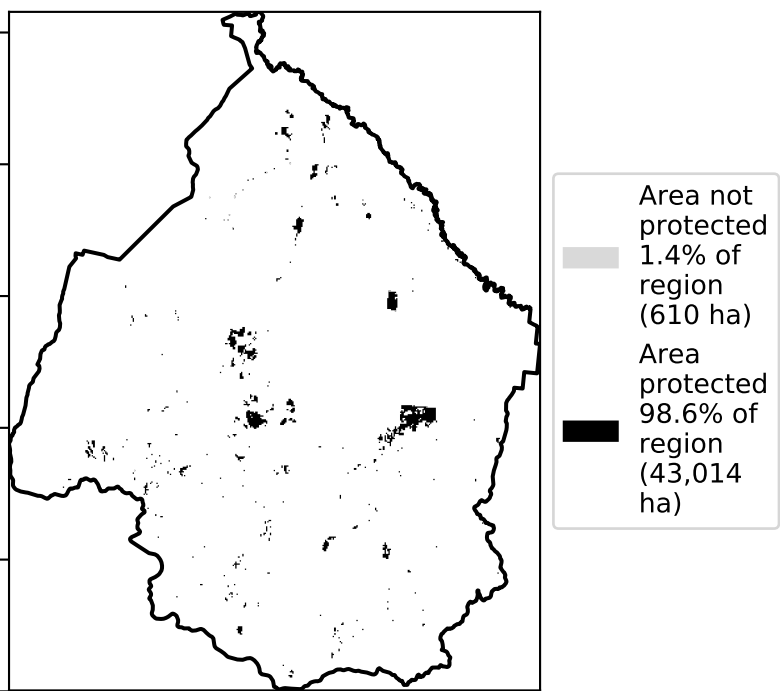 Area not
protected
1.4% of
region
(610 ha)
Area
protected
98.6% of
region
(43,014
ha)